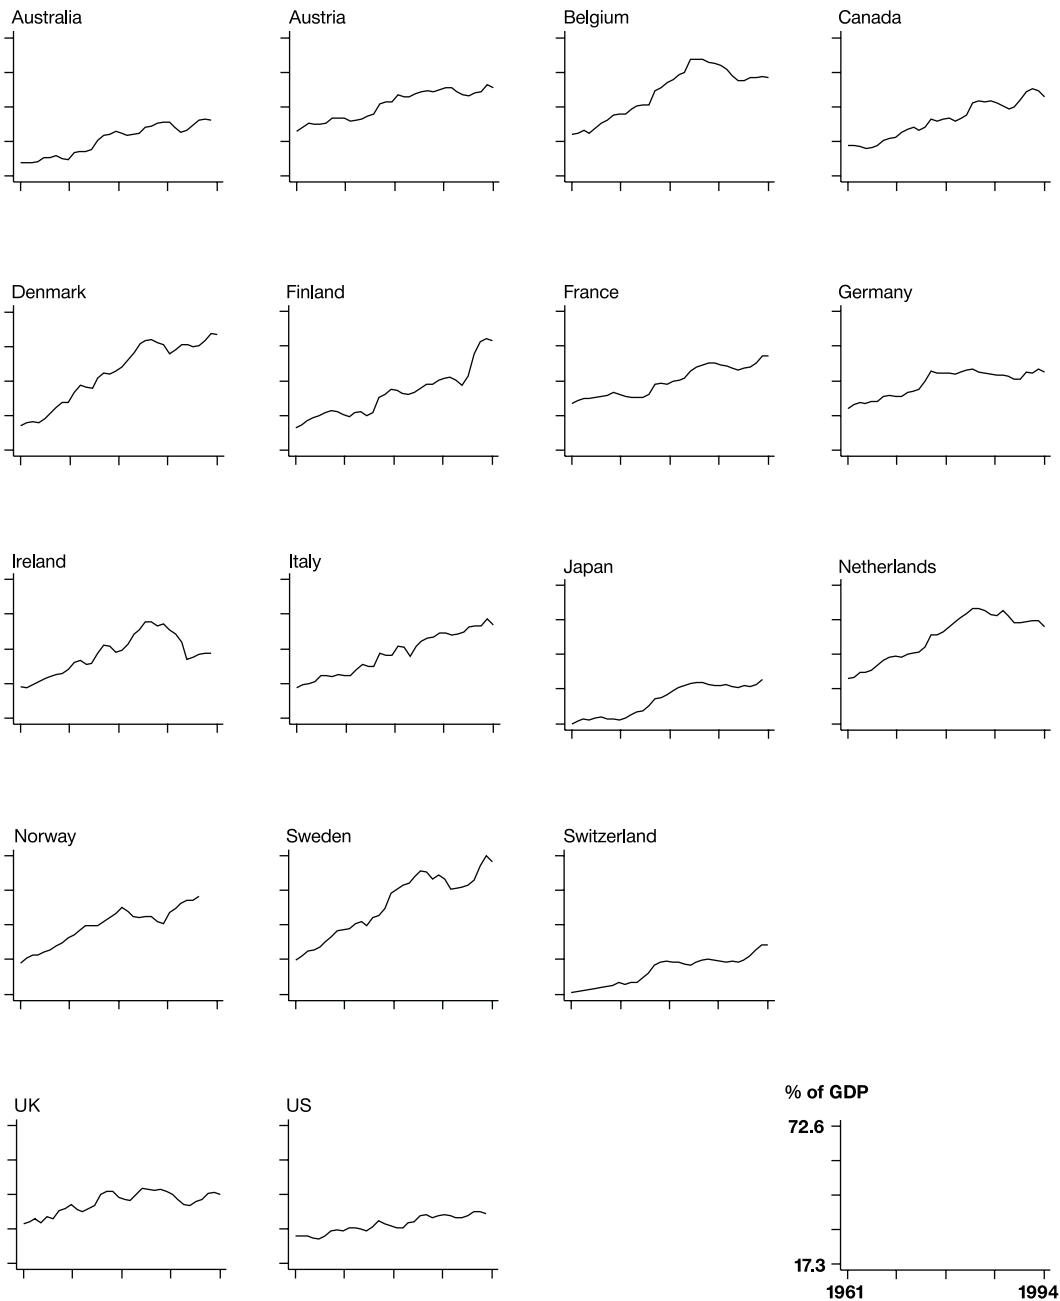 Australia
Austria
Belgium
Canada
Denmark
Finland
France
Germany
Ireland
Italy
Japan
Netherlands
Norway
Sweden
Switzerland
UK
US
% of GDP
72.6
17.3
1961
1994